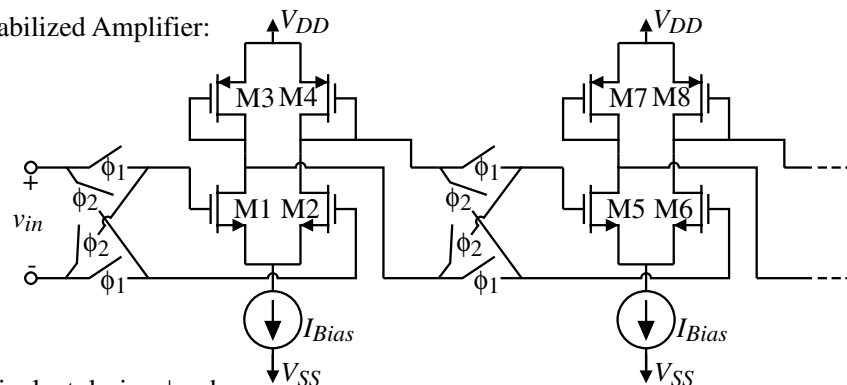 abilized Amplifier:
VDD
VDD
M3 M4
M7 M8
ϕ1
ϕ1
+
ϕ2
ϕ2
vin
M1 M2
M5 M6
ϕ2
ϕ2
-
ϕ1
ϕ1
IBias
IBias
VSS
VSS